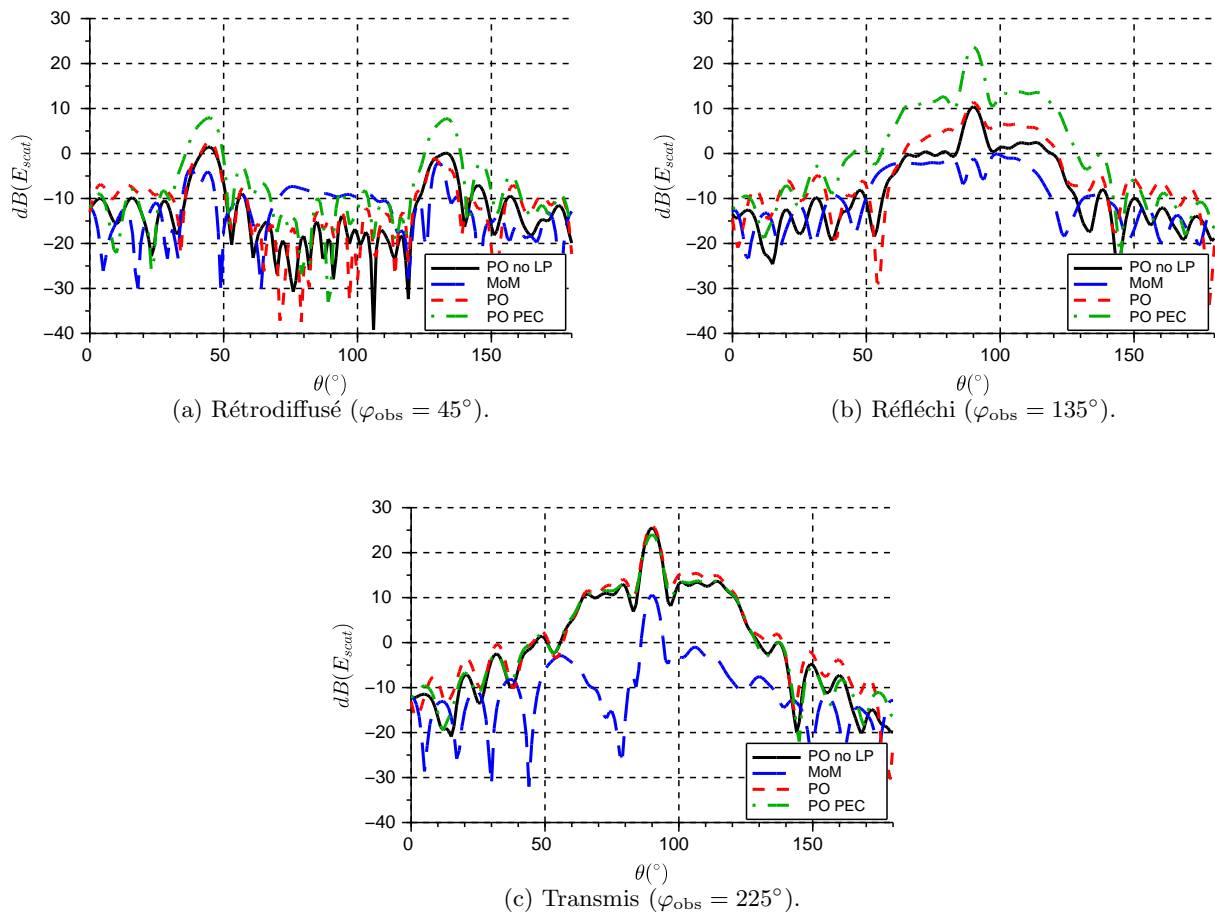 30
20
10
0
−10
−20
−30
−40
dB(E_scat)
0 50 100 150
θ(°)
PO no LP
MoM
PO
PO PEC
(a) Rétrodiffusé (φobs = 45°).
30
20
10
0
−10
−20
−30
−40
dB(E_scat)
0 50 100 150
θ(°)
PO no LP
MoM
PO
PO PEC
(b) Réfléchi (φobs = 135°).
30
20
10
0
−10
−20
−30
−40
dB(E_scat)
0 50 100 150
θ(°)
PO no LP
MoM
PO
PO PEC
(c) Transmis (φobs = 225°).